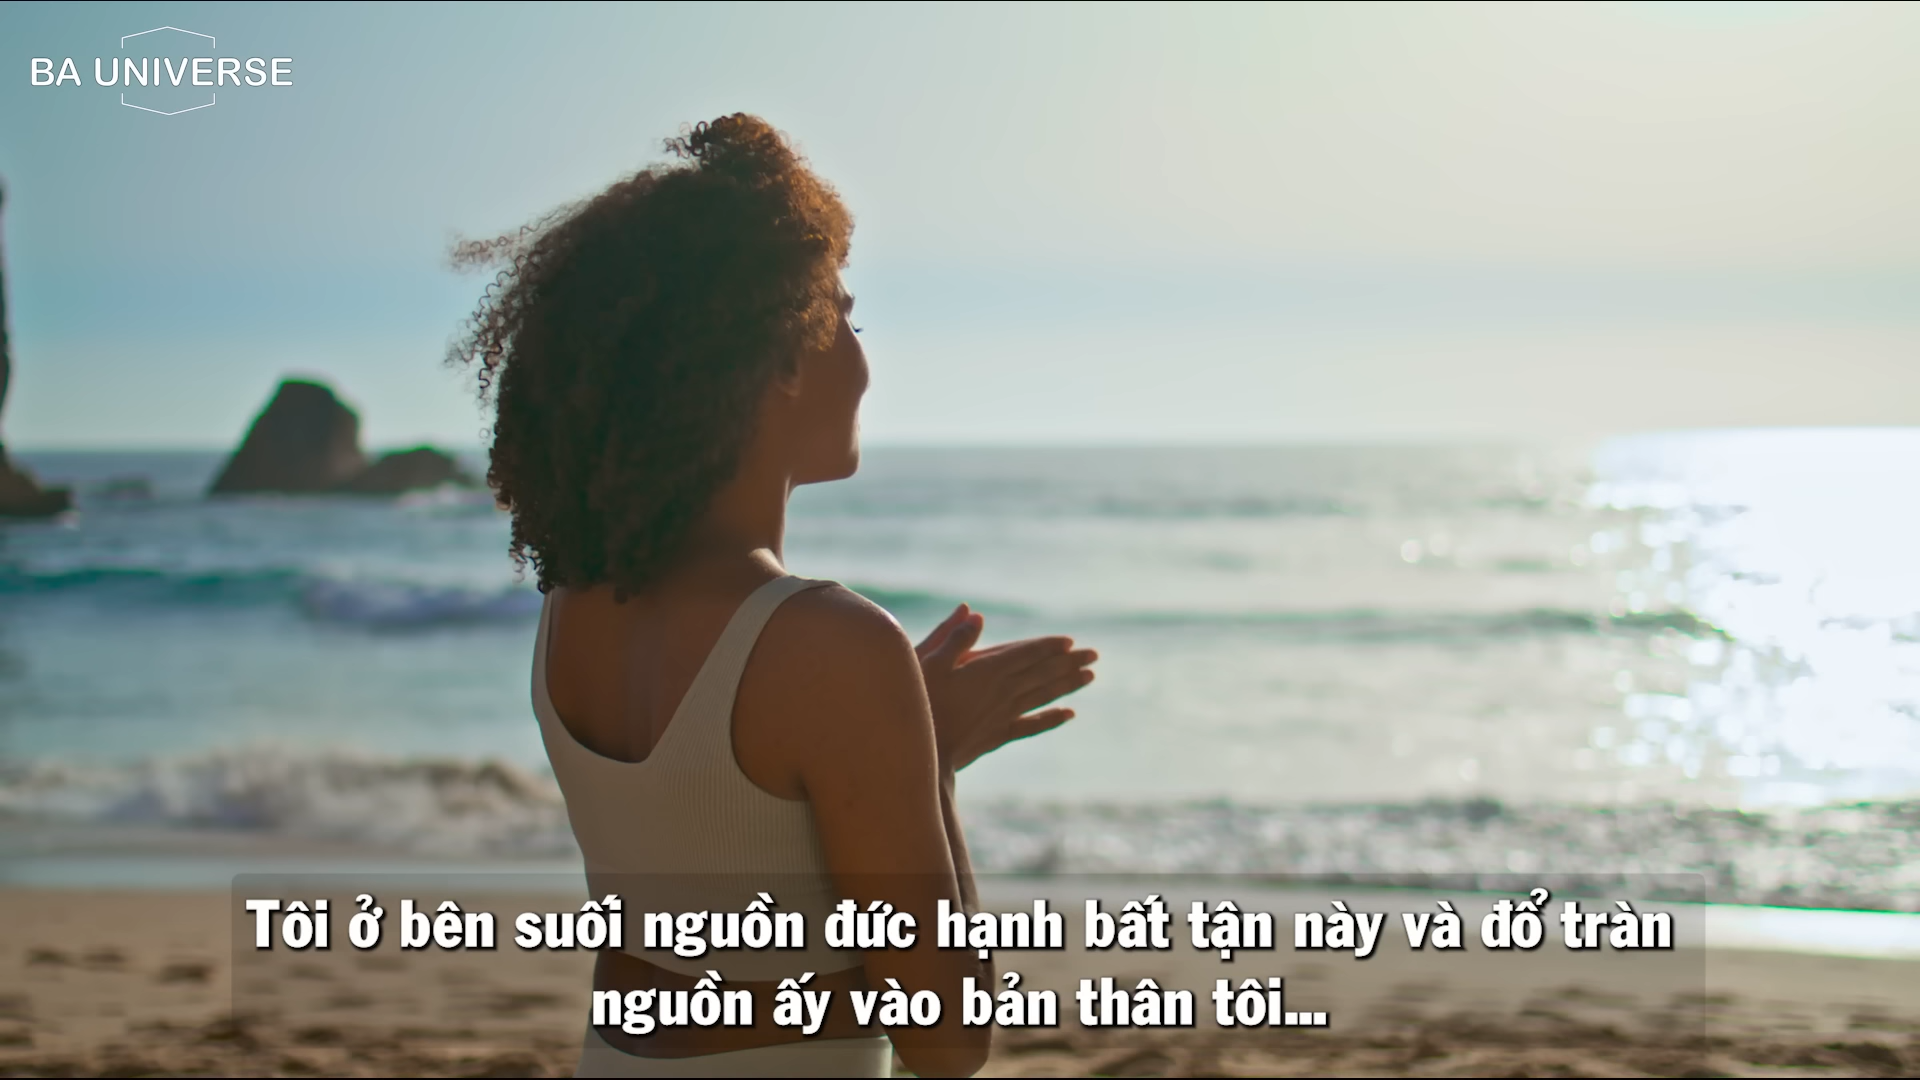 BA UNIVERSE
Tôi ở bên suối nguồn đức hạnh bất tận này và đổ tràn
nguồn ấy vào bản thân tôi...